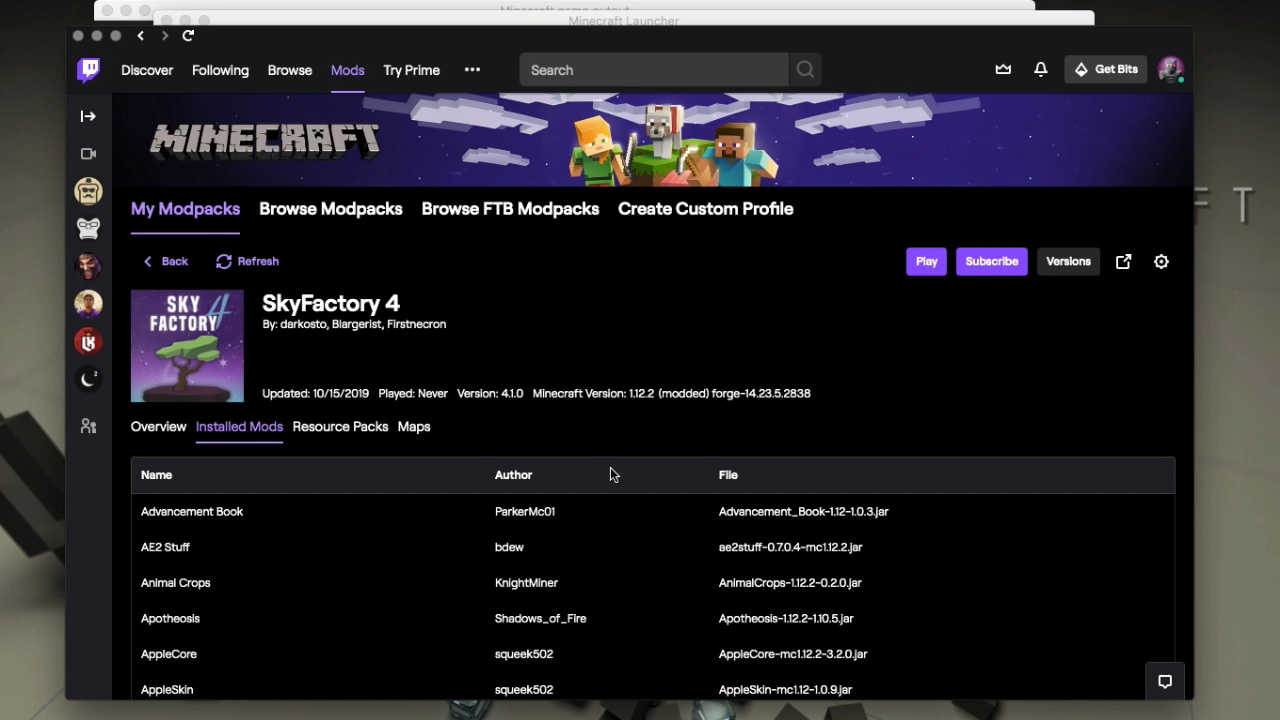 Minecraft game output
Minecraft Launcher
Discover Following Browse Mods Try Prime ••• Search Get Bits
MINECRAFT
F T
My Modpacks Browse Modpacks Browse FTB Modpacks Create Custom Profile
Back Refresh Play Subscribe Versions
SKY FACTORY 4
SkyFactory 4
By: darkosto, Blargerist, Firstnecron
Updated: 10/15/2019 Played: Never Version: 4.1.0 Minecraft Version: 1.12.2 (modded) forge-14.23.5.2838
Overview Installed Mods Resource Packs Maps
Name Author File
Advancement Book ParkerMc01 Advancement_Book-1.12-1.0.3.jar
AE2 Stuff bdew ae2stuff-0.7.0.4-mc1.12.2.jar
Animal Crops KnightMiner AnimalCrops-1.12.2-0.2.0.jar
Apotheosis Shadows_of_Fire Apotheosis-1.12.2-1.10.5.jar
AppleCore squeek502 AppleCore-mc1.12.2-3.2.0.jar
AppleSkin squeek502 AppleSkin-mc1.12-1.0.9.jar